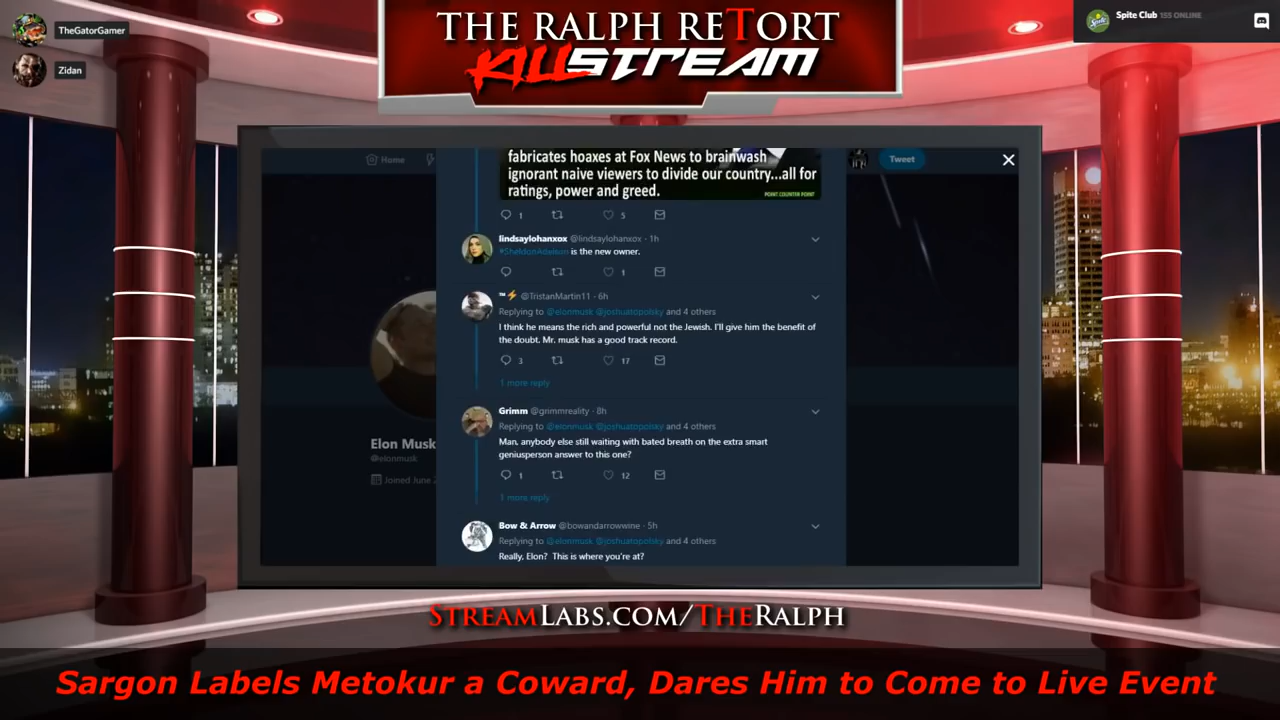 THE RALPH RETORT
KILLSTREAM
TheGatorGamer
Zidan
Spite Club 155 ONLINE
Home
Tweet
fabricates hoaxes at Fox News to brainwash
ignorant naive viewers to divide our country...all for
ratings, power and greed.
POINT COUNTER POINT
1
5
lindsaylohanxox @lindsaylohanxox · 1h
#SheldonAdelson is the new owner.
1
™⚡ @TristanMartin11 · 6h
Replying to @elonmusk @joshuatopolsky and 4 others
I think he means the rich and powerful not the Jewish. I'll give him the benefit of
the doubt. Mr. musk has a good track record.
3
17
1 more reply
Grimm @grimmreality · 8h
Replying to @elonmusk @joshuatopolsky and 4 others
Man, anybody else still waiting with bated breath on the extra smart
geniusperson answer to this one?
1
12
1 more reply
Bow & Arrow @bowandarrowwine · 5h
Replying to @elonmusk @joshuatopolsky and 4 others
Really, Elon? This is where you're at?
Elon Musk
@elonmusk
Joined June
STREAMLABS.COM/THERALPH
Sargon Labels Metokur a Coward, Dares Him to Come to Live Event